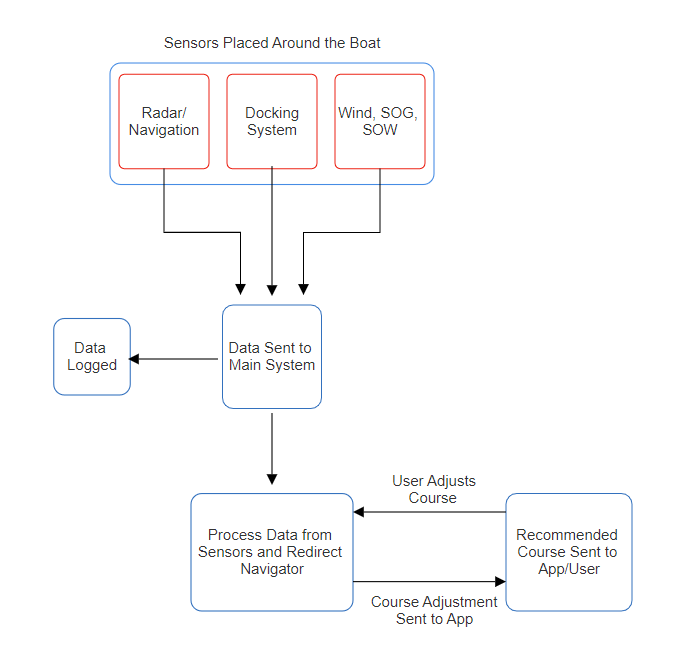 Sensors Placed Around the Boat
Radar/
Navigation
Docking
System
Wind, SOG,
SOW
Data
Logged
Data Sent to
Main System
User Adjusts
Course
Process Data from
Sensors and Redirect
Navigator
Recommended
Course Sent to
App/User
Course Adjustment
Sent to App